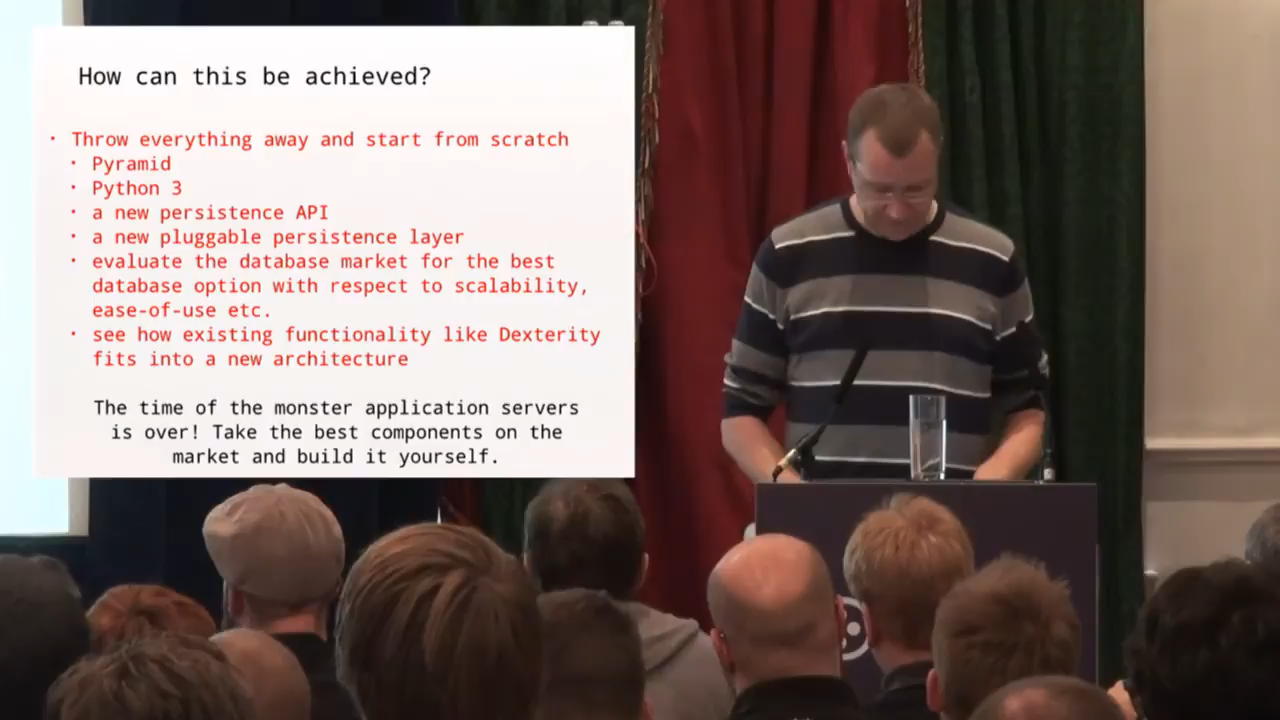 How can this be achieved?
• Throw everything away and start from scratch
• Pyramid
• Python 3
• a new persistence API
• a new pluggable persistence layer
• evaluate the database market for the best
database option with respect to scalability,
ease-of-use etc.
• see how existing functionality like Dexterity
fits into a new architecture
The time of the monster application servers
is over! Take the best components on the
market and build it yourself.